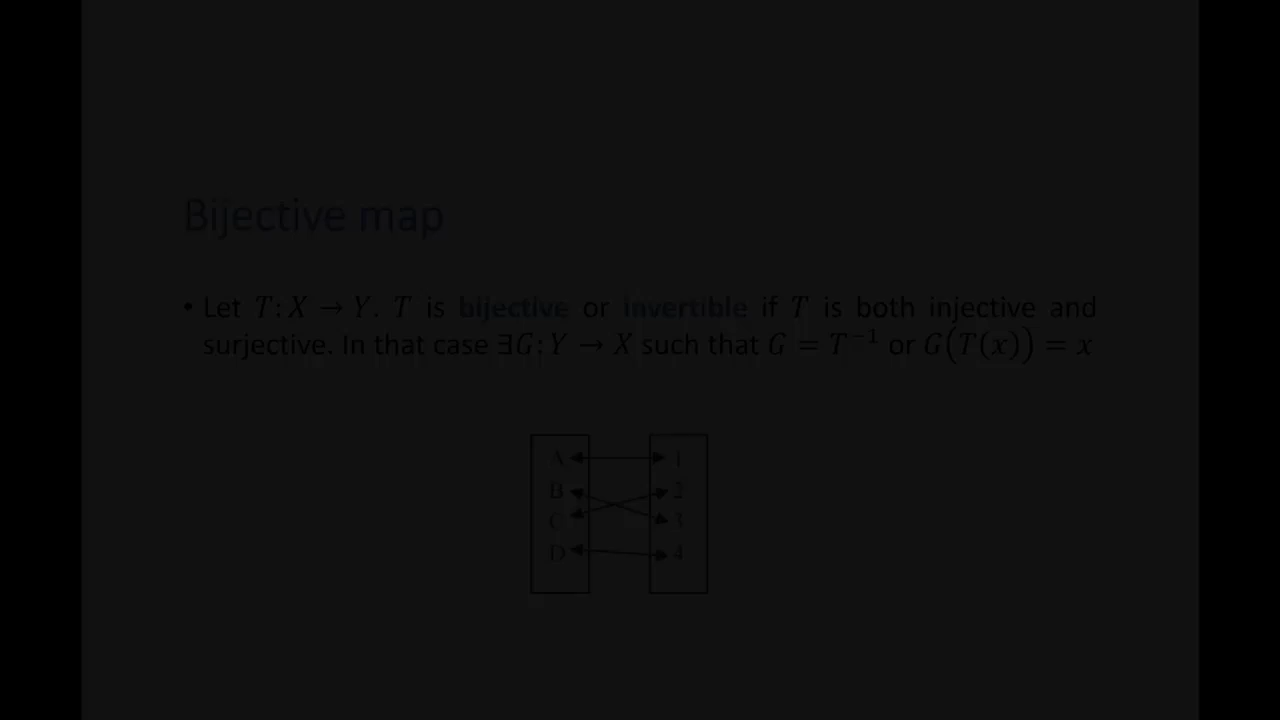 Bijective map
• Let T: X → Y. T is bijective or invertible if T is both injective and
surjective. In that case ∃G: Y → X such that G = T⁻¹ or G(T(x)) = x
A 1
B 2
C 3
D 4